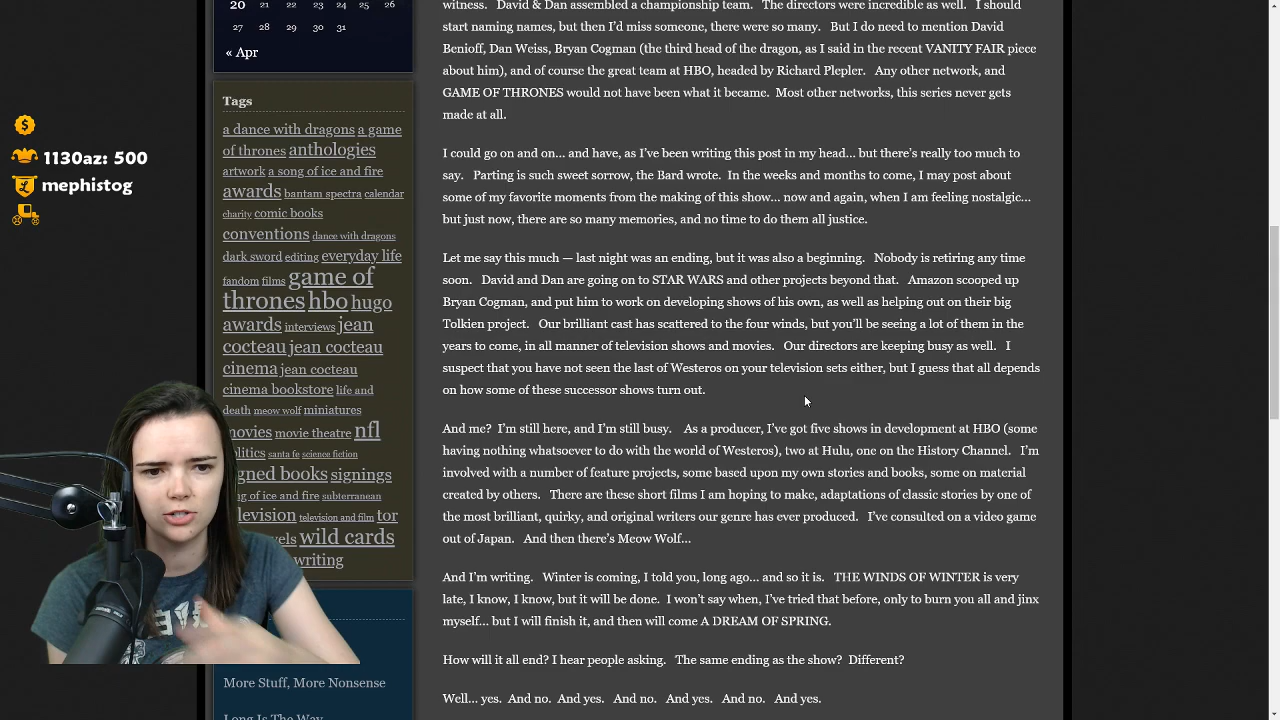 20 21 22 23 24 25 26
27 28 29 30 31
« Apr
1130az: 500
mephistog
Tags
a dance with dragons a game
of thrones anthologies
artwork a song of ice and fire
awards bantam spectra calendar
charity comic books
conventions dance with dragons
dark sword editing everyday life
fandom films game of
thrones hbo hugo
awards interviews jean
cocteau jean cocteau
cinema jean cocteau
cinema bookstore life and
death meow wolf miniatures
movies movie theatre nfl
olitics santa fe science fiction
gned books signings
g of ice and fire subterranean
levision television and film tor
vels wild cards
writing
More Stuff, More Nonsense
Long Is The Way
witness. David & Dan assembled a championship team. The directors were incredible as well. I should
start naming names, but then I'd miss someone, there were so many. But I do need to mention David
Benioff, Dan Weiss, Bryan Cogman (the third head of the dragon, as I said in the recent VANITY FAIR piece
about him), and of course the great team at HBO, headed by Richard Plepler. Any other network, and
GAME OF THRONES would not have been what it became. Most other networks, this series never gets
made at all.
I could go on and on… and have, as I've been writing this post in my head… but there's really too much to
say. Parting is such sweet sorrow, the Bard wrote. In the weeks and months to come, I may post about
some of my favorite moments from the making of this show… now and again, when I am feeling nostalgic…
but just now, there are so many memories, and no time to do them all justice.
Let me say this much — last night was an ending, but it was also a beginning. Nobody is retiring any time
soon. David and Dan are going on to STAR WARS and other projects beyond that. Amazon scooped up
Bryan Cogman, and put him to work on developing shows of his own, as well as helping out on their big
Tolkien project. Our brilliant cast has scattered to the four winds, but you'll be seeing a lot of them in the
years to come, in all manner of television shows and movies. Our directors are keeping busy as well. I
suspect that you have not seen the last of Westeros on your television sets either, but I guess that all depends
on how some of these successor shows turn out.
And me? I'm still here, and I'm still busy. As a producer, I've got five shows in development at HBO (some
having nothing whatsoever to do with the world of Westeros), two at Hulu, one on the History Channel. I'm
involved with a number of feature projects, some based upon my own stories and books, some on material
created by others. There are these short films I am hoping to make, adaptations of classic stories by one of
the most brilliant, quirky, and original writers our genre has ever produced. I've consulted on a video game
out of Japan. And then there's Meow Wolf…
And I'm writing. Winter is coming, I told you, long ago… and so it is. THE WINDS OF WINTER is very
late, I know, I know, but it will be done. I won't say when, I've tried that before, only to burn you all and jinx
myself… but I will finish it, and then will come A DREAM OF SPRING.
How will it all end? I hear people asking. The same ending as the show? Different?
Well… yes. And no. And yes. And no. And yes. And no. And yes.